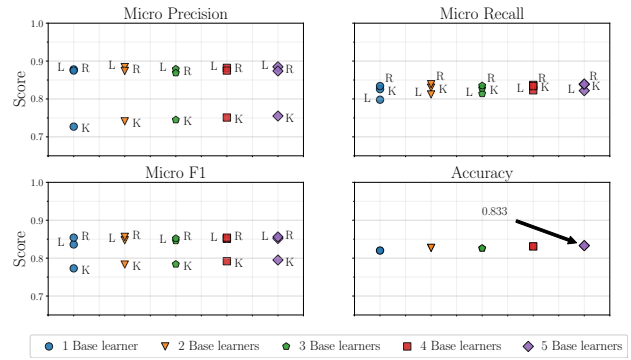 Micro Precision
Micro Recall
1.0
0.9
0.8
0.7
Score
L R L R L R L R L R
K K K K K
R R R R R
L K L K L K L K L K
Micro F1
Accuracy
1.0
0.9
0.8
0.7
Score
L R L R L R L R L R
K K K K K
0.833
1 Base learner 2 Base learners 3 Base learners 4 Base learners 5 Base learners